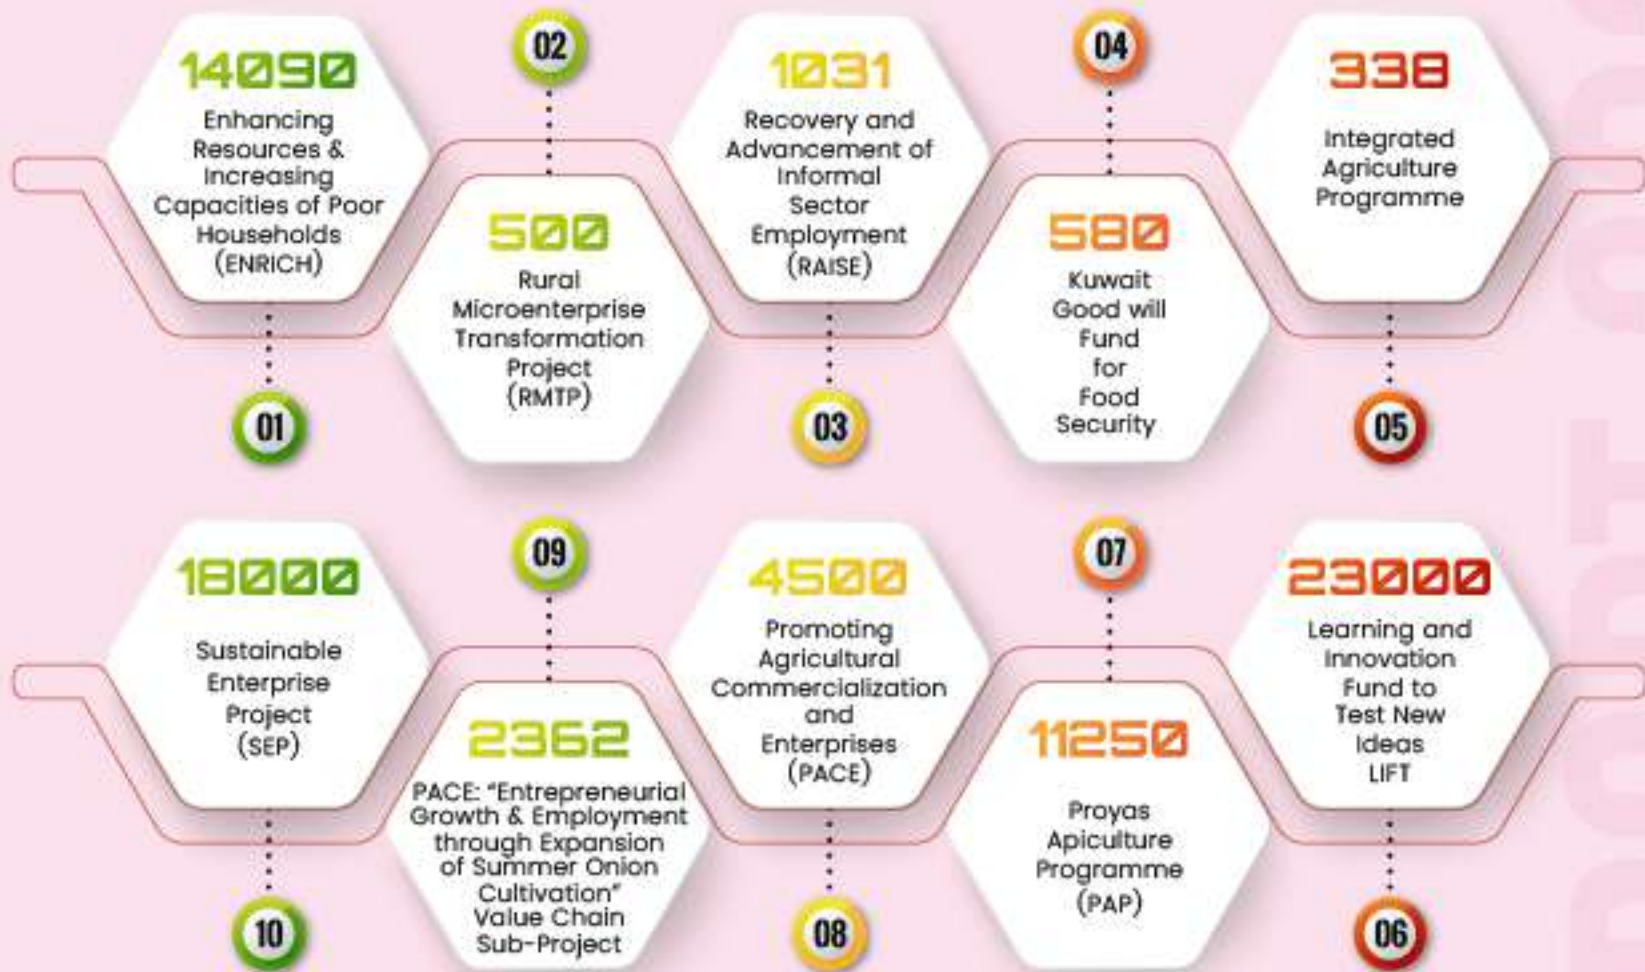 14090
Enhancing
Resources &
Increasing
Capacities of Poor
Households
(ENRICH)
01
02
500
Rural
Microenterprise
Transformation
Project
(RMTP)
1031
Recovery and
Advancement of
Informal
Sector
Employment
(RAISE)
03
04
580
Kuwait
Good will
Fund
for
Food
Security
338
Integrated
Agriculture
Programme
05
18000
Sustainable
Enterprise
Project
(SEP)
10
09
2362
PACE: "Entrepreneurial
Growth & Employment
through Expansion
of Summer Onion
Cultivation"
Value Chain
Sub-Project
4500
Promoting
Agricultural
Commercialization
and
Enterprises
(PACE)
08
07
11250
Proyas
Apiculture
Programme
(PAP)
23000
Learning and
Innovation
Fund to
Test New
Ideas
LIFT
06